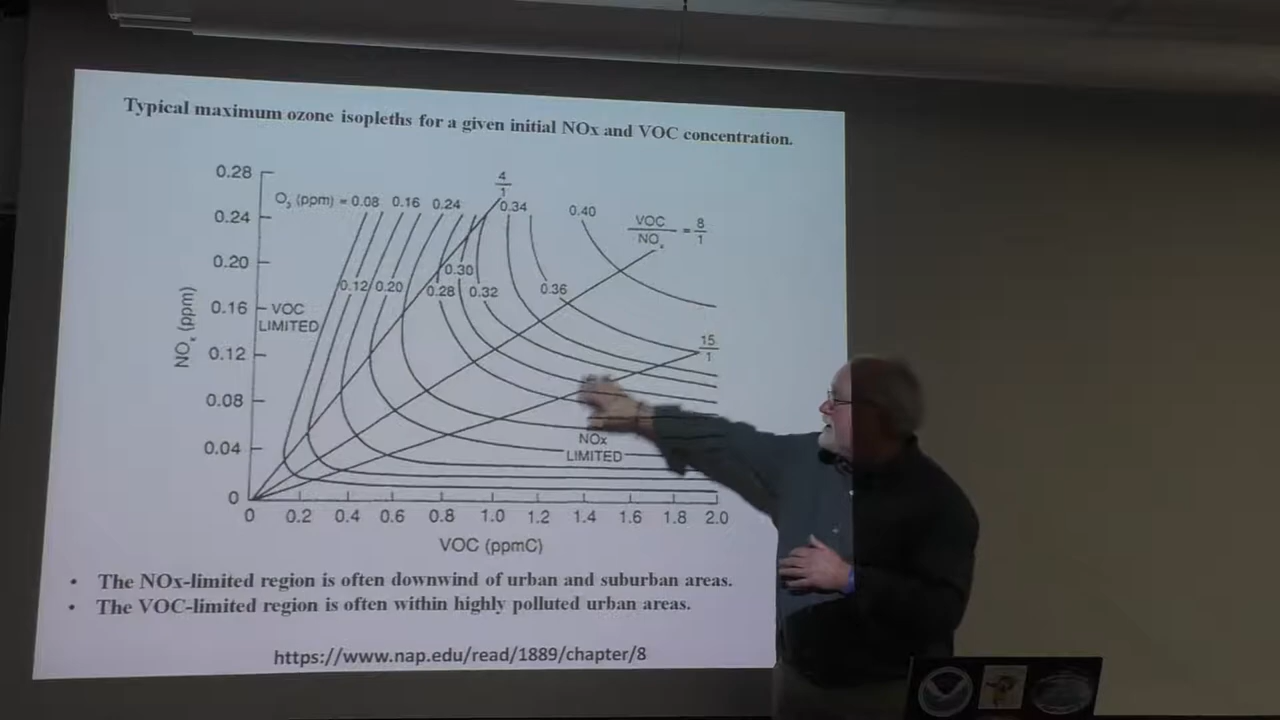 Typical maximum ozone isopleths for a given initial NOx and VOC concentration.
0.28
4
1
O3 (ppm) = 0.08 0.16 0.24 0.34 0.40
0.24
VOC
NOx
= 8
1
0.20
0.30
0.12 0.20 0.28 0.32 0.36
0.16
VOC
LIMITED
NOx (ppm)
15
1
0.12
0.08
NOx
LIMITED
0.04
0
0 0.2 0.4 0.6 0.8 1.0 1.2 1.4 1.6 1.8 2.0
VOC (ppmC)
• The NOx-limited region is often downwind of urban and suburban areas.
• The VOC-limited region is often within highly polluted urban areas.
https://www.nap.edu/read/1889/chapter/8